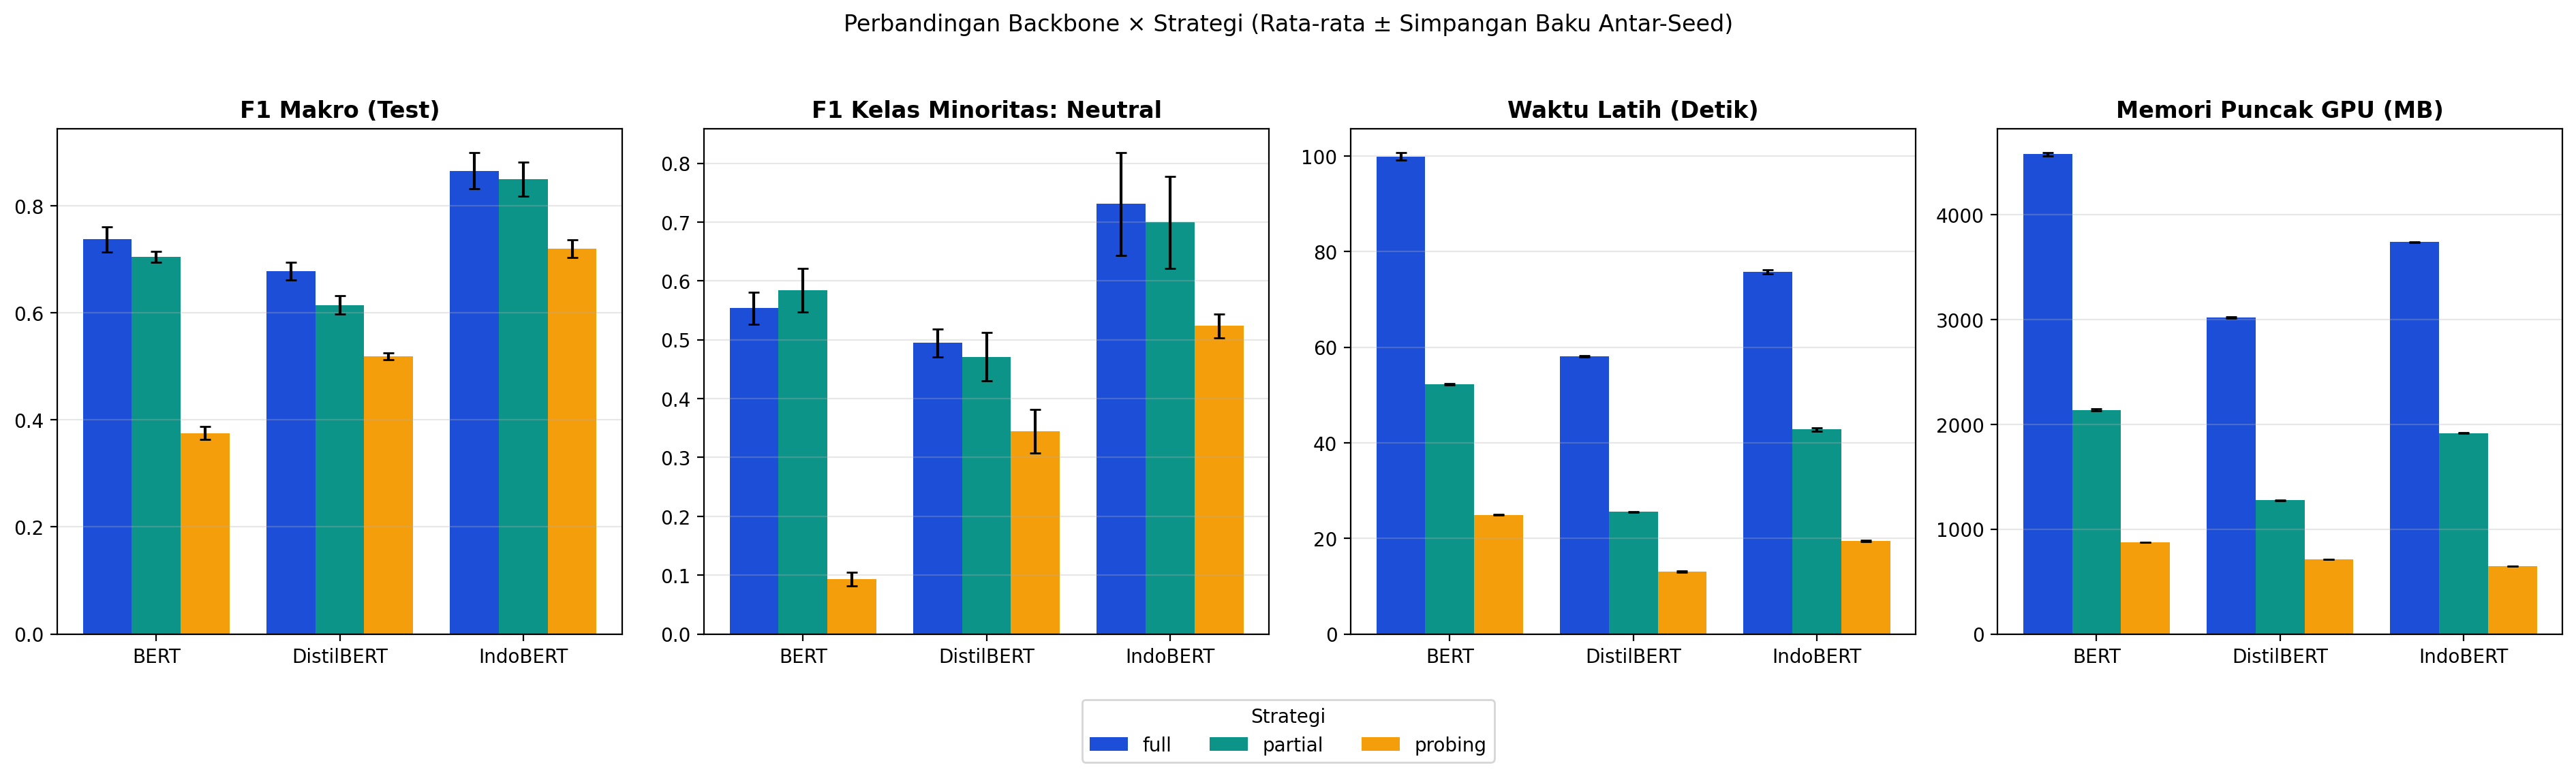 Perbandingan Backbone × Strategi (Rata-rata ± Simpangan Baku Antar-Seed)
F1 Makro (Test)
0.8
0.6
0.4
0.2
0.0
BERT
DistilBERT
IndoBERT
F1 Kelas Minoritas: Neutral
0.8
0.7
0.6
0.5
0.4
0.3
0.2
0.1
0.0
BERT
DistilBERT
IndoBERT
Waktu Latih (Detik)
100
80
60
40
20
0
BERT
DistilBERT
IndoBERT
Memori Puncak GPU (MB)
4000
3000
2000
1000
0
BERT
DistilBERT
IndoBERT
Strategi
full
partial
probing